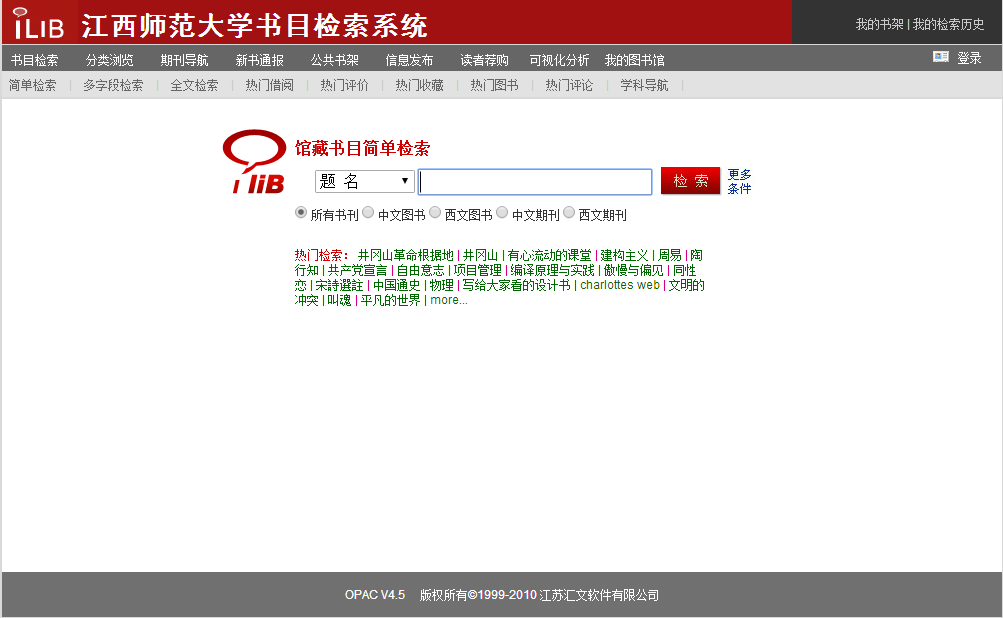 iLiB 江西师范大学书目检索系统
我的书架 | 我的检索历史
书目检索 分类浏览 期刊导航 新书通报 公共书架 信息发布 读者荐购 可视化分析 我的图书馆 登录
简单检索 | 多字段检索 | 全文检索 | 热门借阅 | 热门评价 | 热门收藏 | 热门图书 | 热门评论 | 学科导航 |
iliB
馆藏书目简单检索
题 名 检 索 更多
条件
所有书刊 中文图书 西文图书 中文期刊 西文期刊
热门检索： 井冈山革命根据地 | 井冈山 | 有心流动的课堂 | 建构主义 | 周易 | 陶
行知 | 共产党宣言 | 自由意志 | 项目管理 | 编译原理与实践 | 傲慢与偏见 | 同性
恋 | 宋詩選註 | 中国通史 | 物理 | 写给大家看的设计书 | charlottes web | 文明的
冲突 | 叫魂 | 平凡的世界 | more...
OPAC V4.5 版权所有©1999-2010 江苏汇文软件有限公司